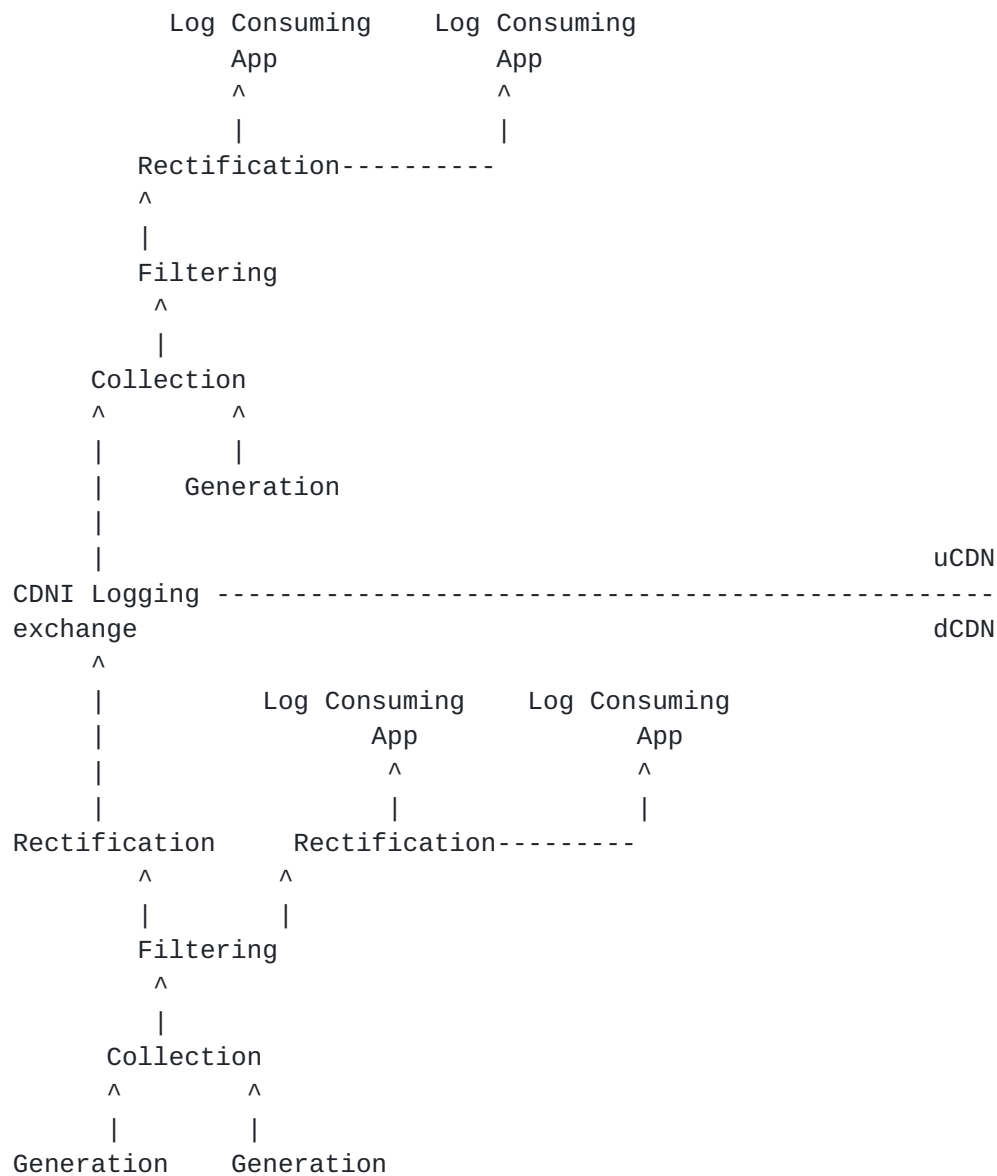 Log Consuming    Log Consuming
App              App
^                ^
|                |
Rectification----------
^
|
Filtering
^
|
Collection
^        ^
|        |
|     Generation
|
|                                                     uCDN
CDNI Logging --------------------------------------------------
exchange                                                   dCDN
^
|          Log Consuming    Log Consuming
|                 App              App
|                  ^               ^
|                  |               |
Rectification     Rectification---------
^        ^
|        |
Filtering
^
|
Collection
^        ^
|        |
Generation    Generation